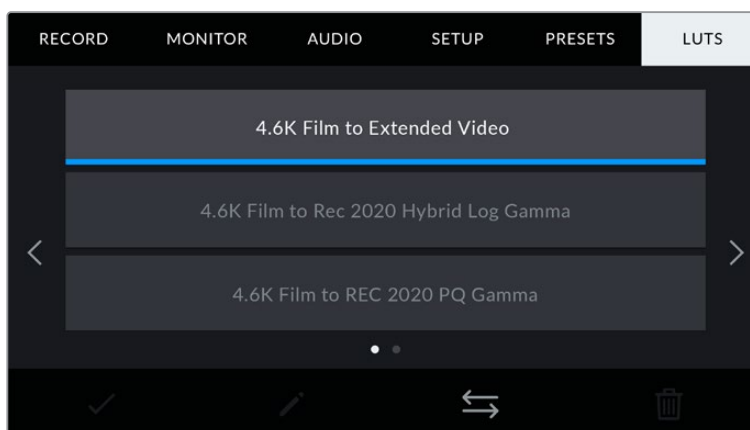 RECORD MONITOR AUDIO SETUP PRESETS LUTS
4.6K Film to Extended Video
4.6K Film to Rec 2020 Hybrid Log Gamma
4.6K Film to REC 2020 PQ Gamma